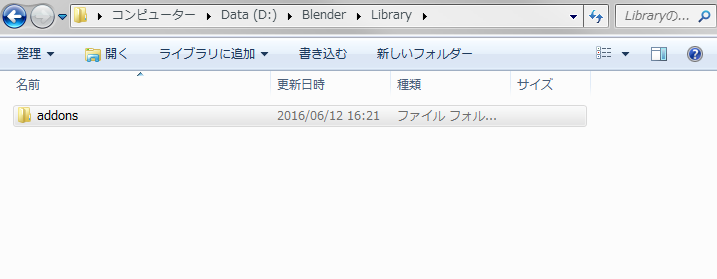 コンピューター ▸ Data (D:) ▸ Blender ▸ Library ▸ Libraryの...
整理 ▼ 開く ライブラリに追加 ▼ 書き込む 新しいフォルダー
名前 更新日時 種類 サイズ
addons 2016/06/12 16:21 ファイル フォル...